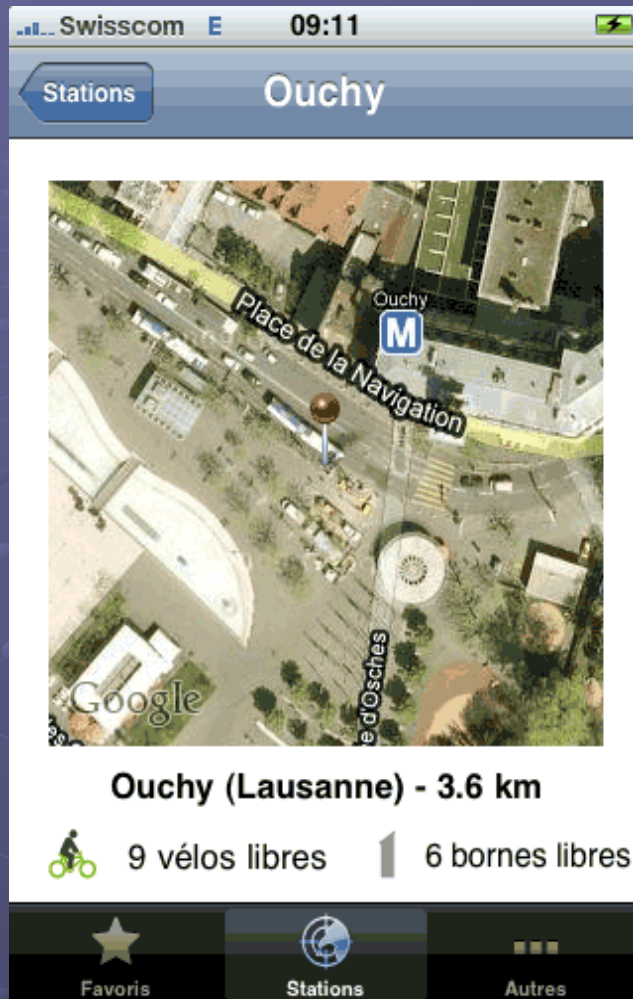 Swisscom E 09:11
Stations Ouchy
Ouchy
M
Place de la Navigation
e d'Osches
Google
Ouchy (Lausanne) - 3.6 km
9 vélos libres 6 bornes libres
Favoris Stations Autres